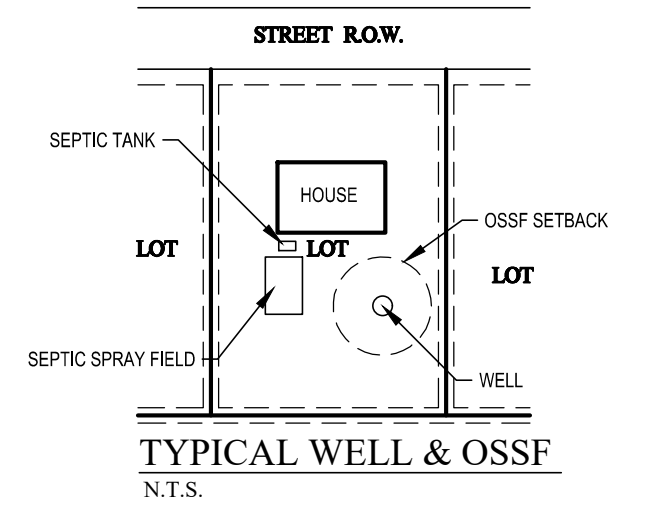 STREET R.O.W.
SEPTIC TANK
HOUSE
OSSF SETBACK
LOT
LOT
LOT
SEPTIC SPRAY FIELD
WELL
TYPICAL WELL & OSSF
N.T.S.